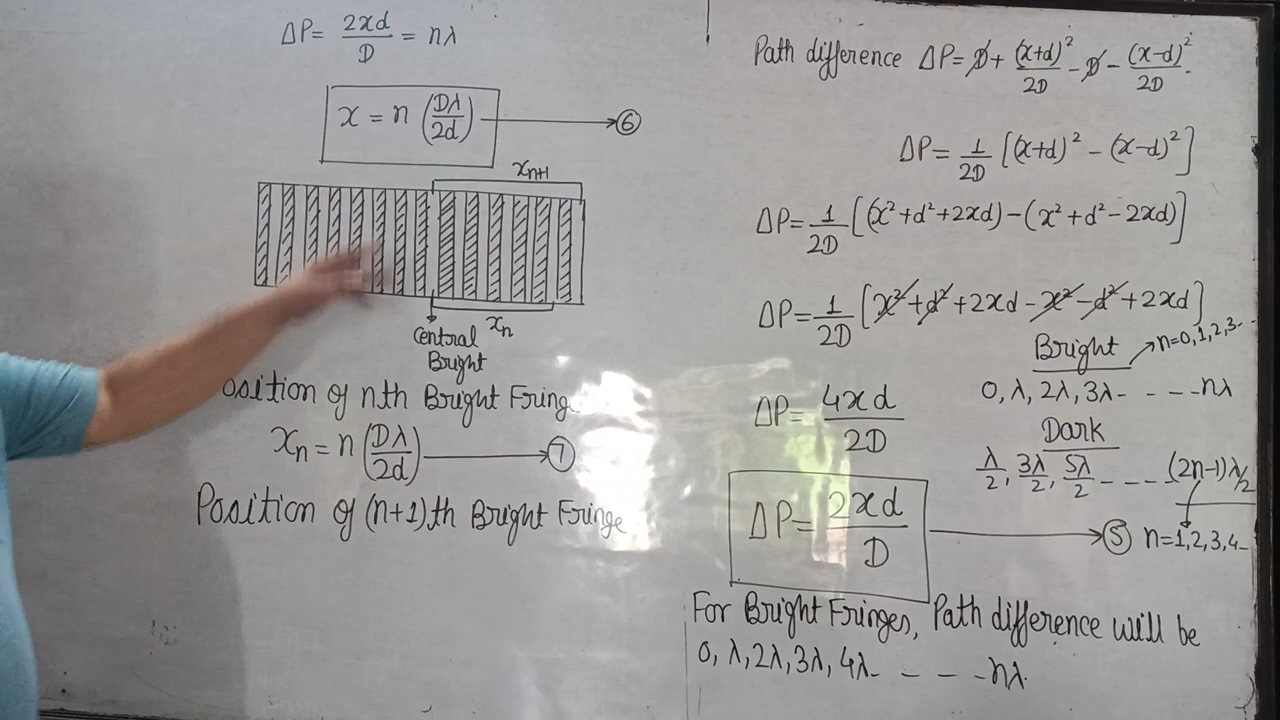 ΔP = 2xd/D = nλ
x = n (Dλ/2d) → ⑥
xₙ₊₁
Central
Bright
xₙ
osition of nth Bright Fringe
xₙ = n (Dλ/2d) → ⑦
Position of (n+1)th Bright Fringe
Path difference ΔP = D + (x+d)²/2D - D - (x-d)²/2D.
ΔP = 1/2D [(x+d)² - (x-d)²]
ΔP = 1/2D [(x²+d²+2xd) - (x²+d²-2xd)]
ΔP = 1/2D [x²+d²+2xd-x²-d²+2xd]
Bright → n=0,1,2,3--
0, λ, 2λ, 3λ- - - -nλ
ΔP = 4xd/2D
Dark
λ/2, 3λ/2, 5λ/2 - - - (2n-1)λ/2
ΔP = 2xd/D → ⑤ n=1,2,3,4-
For Bright Fringes, Path difference will be
0, λ, 2λ, 3λ, 4λ- - - -nλ.